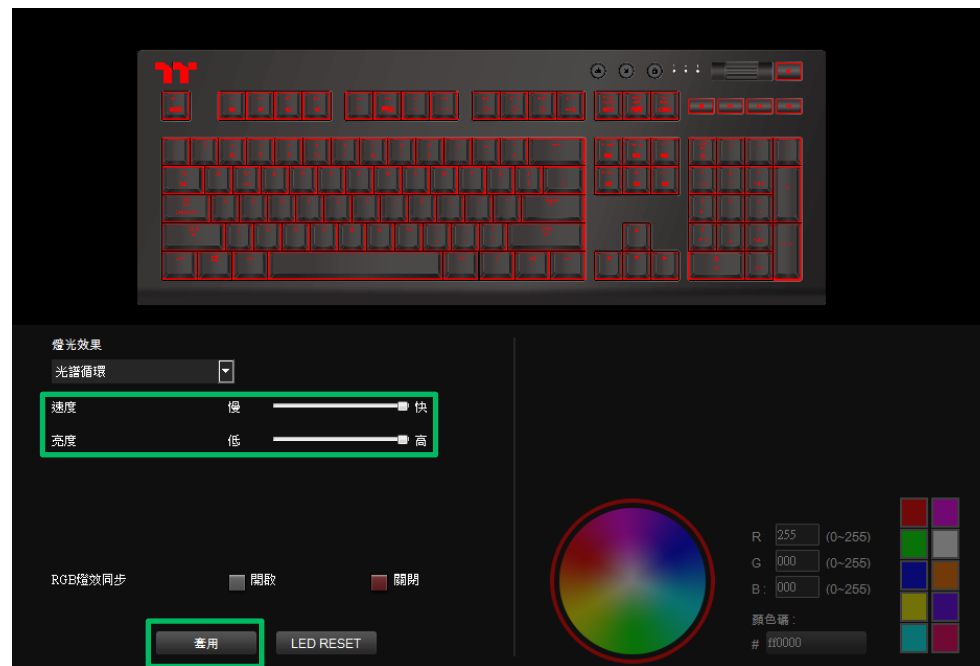 燈光效果
光譜循環
速度 慢 快
亮度 低 高
RGB燈效同步 開啟 關閉
套用 LED RESET
R 255 (0~255)
G 000 (0~255)
B : 000 (0~255)
顏色碼 :
# ff0000